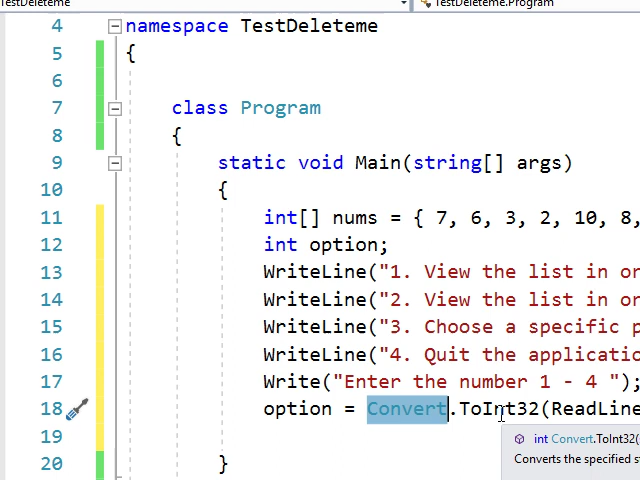 TestDeleteme
TestDeleteme.Program
4 namespace TestDeleteme
5 {
6
7 class Program
8 {
9 static void Main(string[] args)
10 {
11 int[] nums = { 7, 6, 3, 2, 10, 8,
12 int option;
13 WriteLine("1. View the list in or
14 WriteLine("2. View the list in or
15 WriteLine("3. Choose a specific p
16 WriteLine("4. Quit the applicatio
17 Write("Enter the number 1 - 4 ");
18 option = Convert.ToInt32(ReadLine
19
int Convert.ToInt32(
Converts the specified st
20 }